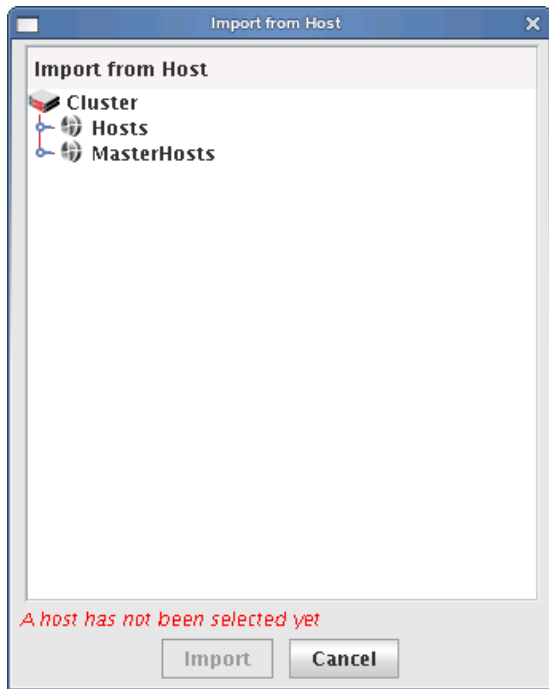 Import from Host
Import from Host
Cluster
Hosts
MasterHosts
A host has not been selected yet
Import
Cancel